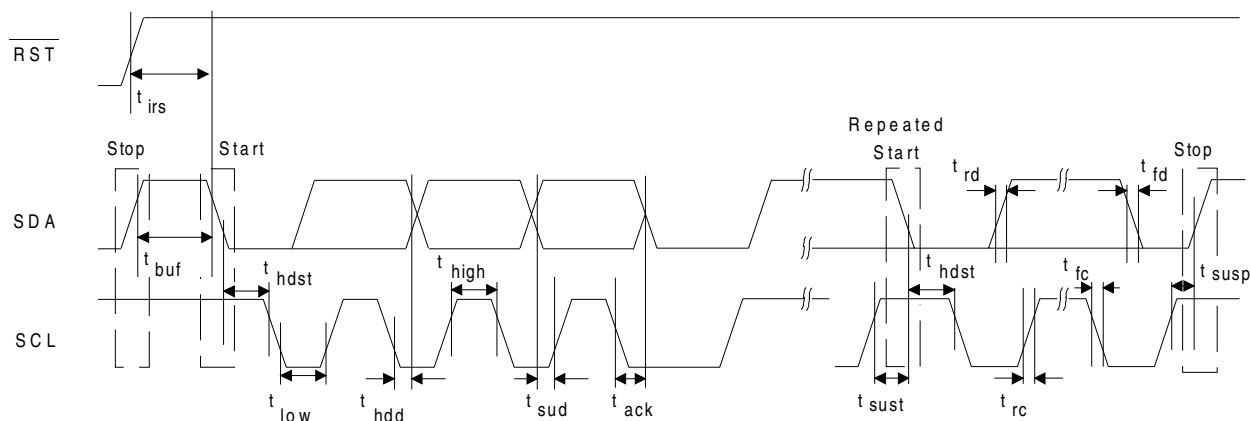 RST
t irs
Repeated
Stop Start Start Stop
t rd t fd
SDA
t buf t hdst t high t hdst t fc t susp
SCL
t low t hdd t sud t ack t sust t rc